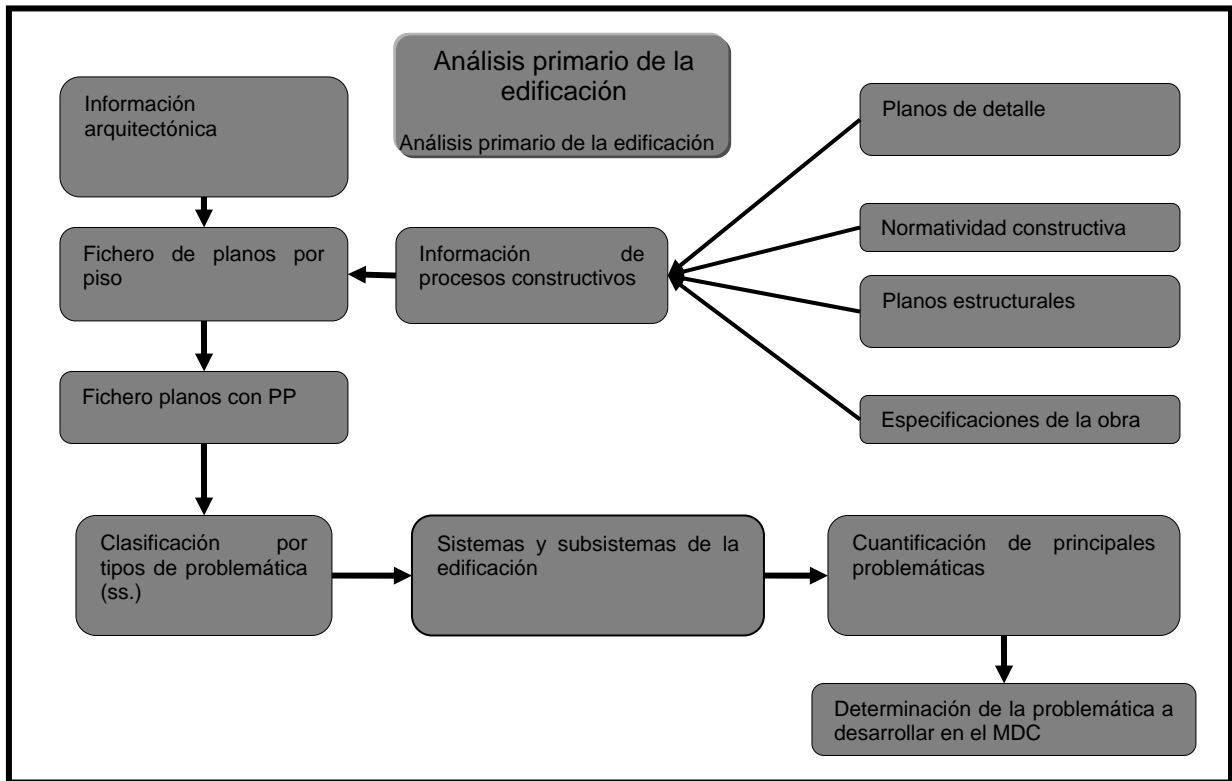 Análisis primario de la
edificación
Análisis primario de la edificación
Información
arquitectónica
Planos de detalle
Fichero de planos por
piso
Información de
procesos constructivos
Normatividad constructiva
Planos estructurales
Fichero planos con PP
Especificaciones de la obra
Clasificación por
tipos de problemática
(ss.)
Sistemas y subsistemas de la
edificación
Cuantificación de principales
problemáticas
Determinación de la problemática a
desarrollar en el MDC